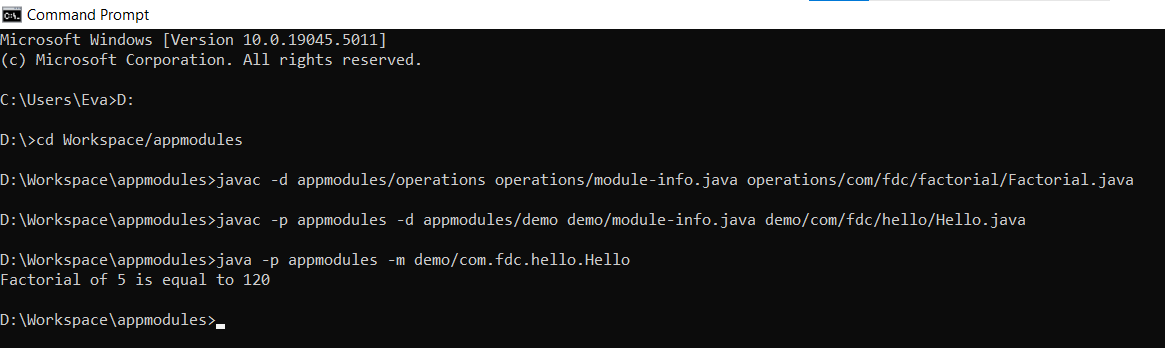 Command Prompt
Microsoft Windows [Version 10.0.19045.5011]
(c) Microsoft Corporation. All rights reserved.
C:\Users\Eva>D:
D:\>cd Workspace/appmodules
D:\Workspace\appmodules>javac -d appmodules/operations operations/module-info.java operations/com/fdc/factorial/Factorial.java
D:\Workspace\appmodules>javac -p appmodules -d appmodules/demo demo/module-info.java demo/com/fdc/hello/Hello.java
D:\Workspace\appmodules>java -p appmodules -m demo/com.fdc.hello.Hello
Factorial of 5 is equal to 120
D:\Workspace\appmodules>